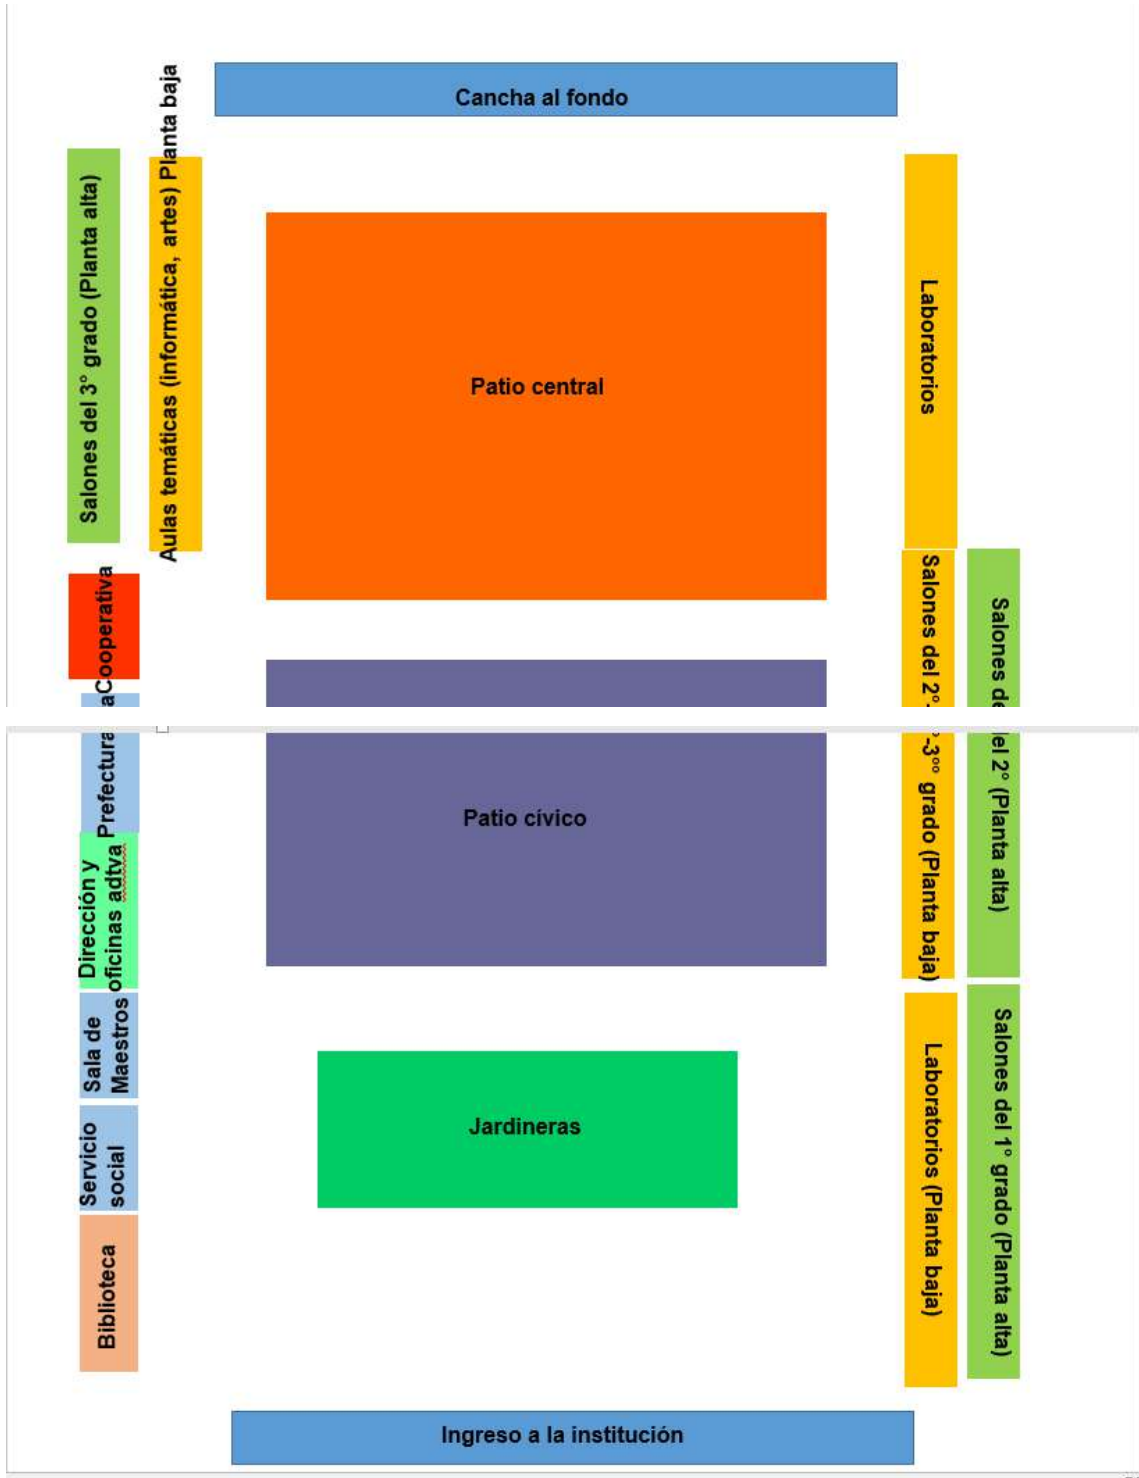 Cancha al fondo
Salones del 3° grado (Planta alta)
Aulas temáticas (informática, artes) Planta baja
Patio central
Laboratorios
Cooperativa
Salones del 2°-
Salones de
Prefectura
Patio cívico
°-3°° grado (Planta baja)
el 2° (Planta alta)
Dirección y
oficinas adtva
Sala de
Maestros
Jardineras
Laboratorios (Planta baja)
Salones del 1° grado (Planta alta)
Servicio
social
Biblioteca
Ingreso a la institución